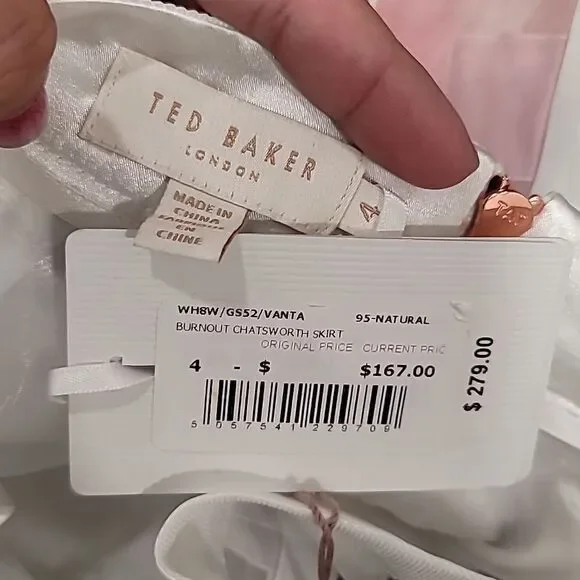 TED BAKER
LONDON
4
MADE IN
CHINA
EN
CHINE
WH8W/GS52/VANTA 95-NATURAL
BURNOUT CHATSWORTH SKIRT
ORIGINAL PRICE CURRENT PRIC
4 - $ $167.00
5 057541 229709
$ 279.00